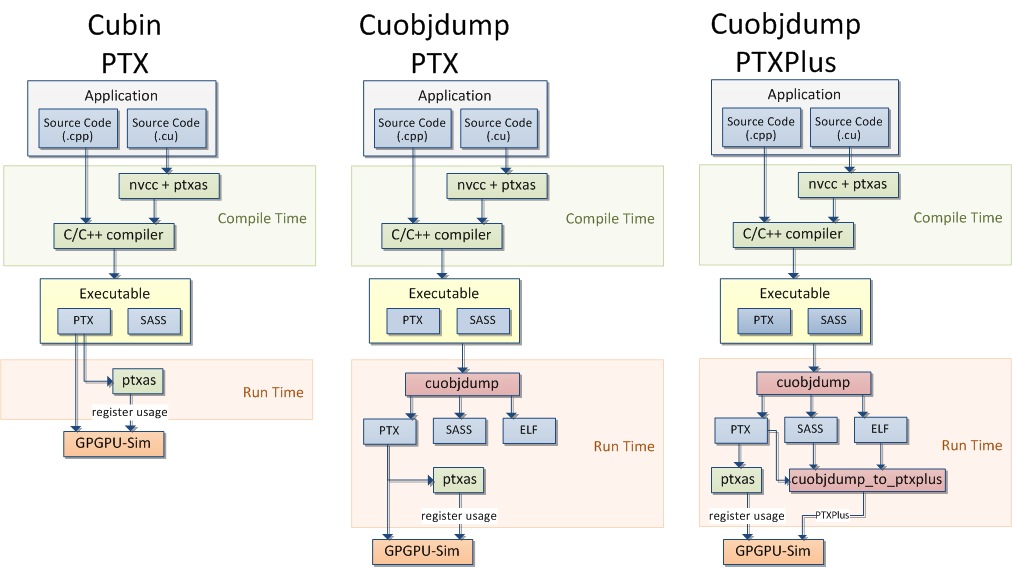 Cubin
PTX
Application
Source Code
(.cpp)
Source Code
(.cu)
nvcc + ptxas
Compile Time
C/C++ compiler
Executable
PTX
SASS
ptxas
Run Time
register usage
GPGPU-Sim
Cuobjdump
PTX
Application
Source Code
(.cpp)
Source Code
(.cu)
nvcc + ptxas
Compile Time
C/C++ compiler
Executable
PTX
SASS
cuobjdump
PTX
SASS
ELF
Run Time
ptxas
register usage
GPGPU-Sim
Cuobjdump
PTXPlus
Application
Source Code
(.cpp)
Source Code
(.cu)
nvcc + ptxas
Compile Time
C/C++ compiler
Executable
PTX
SASS
cuobjdump
PTX
SASS
ELF
Run Time
ptxas
cuobjdump_to_ptxplus
register usage
PTXPlus
GPGPU-Sim